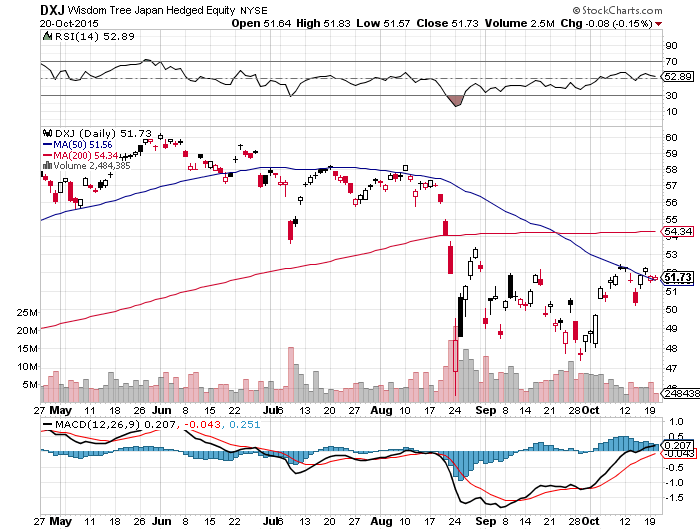 DXJ Wisdom Tree Japan Hedged Equity NYSE © StockCharts.com
20-Oct-2015 Open 51.64 High 51.83 Low 51.57 Close 51.73 Volume 2.5M Chg -0.08 (-0.15%)
RSI(14) 52.89
90
70
52.89
30
10
DXJ (Daily) 51.73
MA(50) 51.56
MA(200) 54.34
Volume 2,484,385
60
59
58
57
56
55
54.34
54
53
52
51.73
51
50
49
48
47
46
25M
20M
15M
10M
5M
2484385
27 May 11 18 26 Jun 8 15 22 Jul 6 13 20 27 Aug 10 17 24 Sep 8 14 21 28 Oct 12 19
MACD(12,26,9) 0.207, -0.043, 0.251
1.0
0.5
0.207
-0.043
-0.5
-1.0
-1.5
27 May 11 18 26 Jun 8 15 22 Jul 6 13 20 27 Aug 10 17 24 Sep 8 14 21 28 Oct 12 19